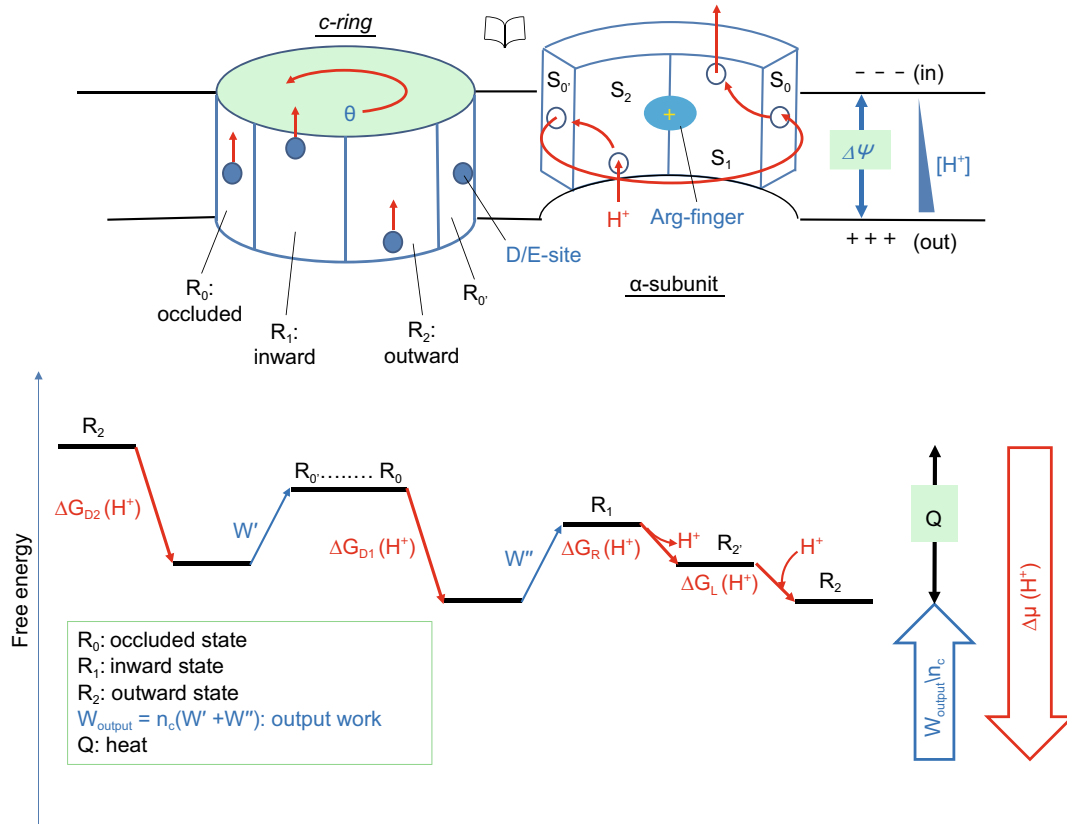 c-ring
θ
S0'
S2
+
S0
S1
H+
Arg-finger
D/E-site
α-subunit
- - - (in)
ΔΨ
[H+]
+ + + (out)
R0:
occluded
R1:
inward
R2:
outward
R0'
Free energy
R2
ΔGD2 (H+)
W′
R0'........ R0
ΔGD1 (H+)
W″
R1
ΔGR (H+)
H+
R2'
ΔGL (H+)
H+
R2
Q
Woutput\nc
Δμ (H+)
R0: occluded state
R1: inward state
R2: outward state
Woutput = nc(W′ +W″): output work
Q: heat